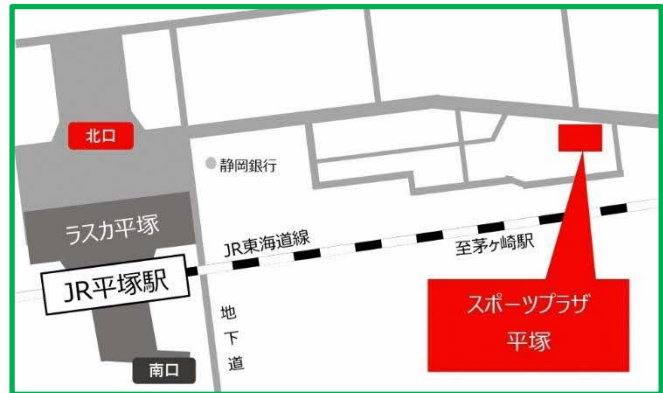 北口
静岡銀行
ラスカ平塚
JR東海道線
至茅ヶ崎駅
JR平塚駅
スポーツプラザ
平塚
地下道
南口